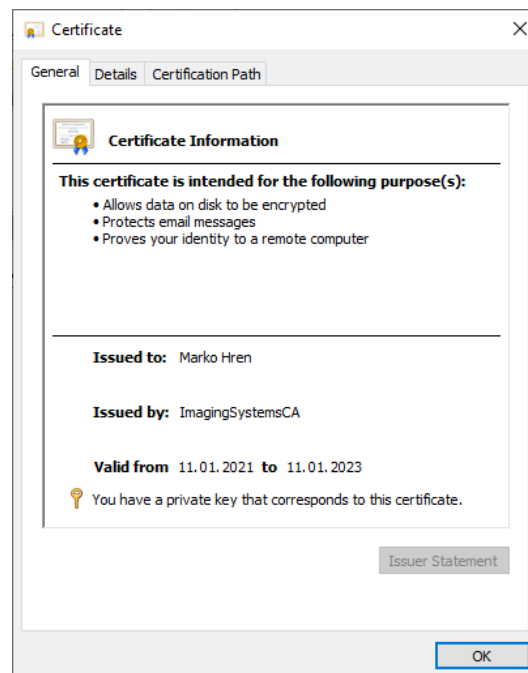 Certificate
General Details Certification Path
Certificate Information
This certificate is intended for the following purpose(s):
• Allows data on disk to be encrypted
• Protects email messages
• Proves your identity to a remote computer
Issued to: Marko Hren
Issued by: ImagingSystemsCA
Valid from 11.01.2021 to 11.01.2023
You have a private key that corresponds to this certificate.
Issuer Statement
OK